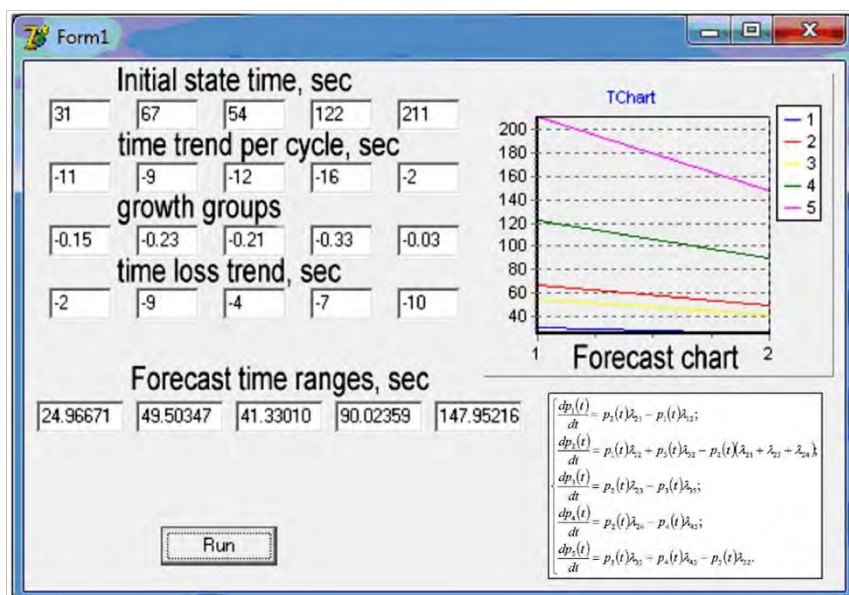 Form1
Initial state time, sec
31 67 54 122 211
time trend per cycle, sec
-11 -9 -12 -16 -2
growth groups
-0.15 -0.23 -0.21 -0.33 -0.03
time loss trend, sec
-2 -9 -4 -7 -10
Forecast time ranges, sec
24.96671 49.50347 41.33010 90.02359 147.95216
Run
TChart
200
180
160
140
120
100
80
60
40
1 2
Forecast chart
1
2
3
4
5
dp₁(t)/dt = p₂(t)λ₂₁ − p₁(t)λ₁₂;
dp₂(t)/dt = p₁(t)λ₁₂ + p₅(t)λ₅₂ − p₂(t)(λ₂₁ + λ₂₃ + λ₂₄);
dp₃(t)/dt = p₂(t)λ₂₃ − p₃(t)λ₃₅;
dp₄(t)/dt = p₂(t)λ₂₄ − p₄(t)λ₄₅;
dp₅(t)/dt = p₃(t)λ₃₅ + p₄(t)λ₄₅ − p₅(t)λ₅₂.